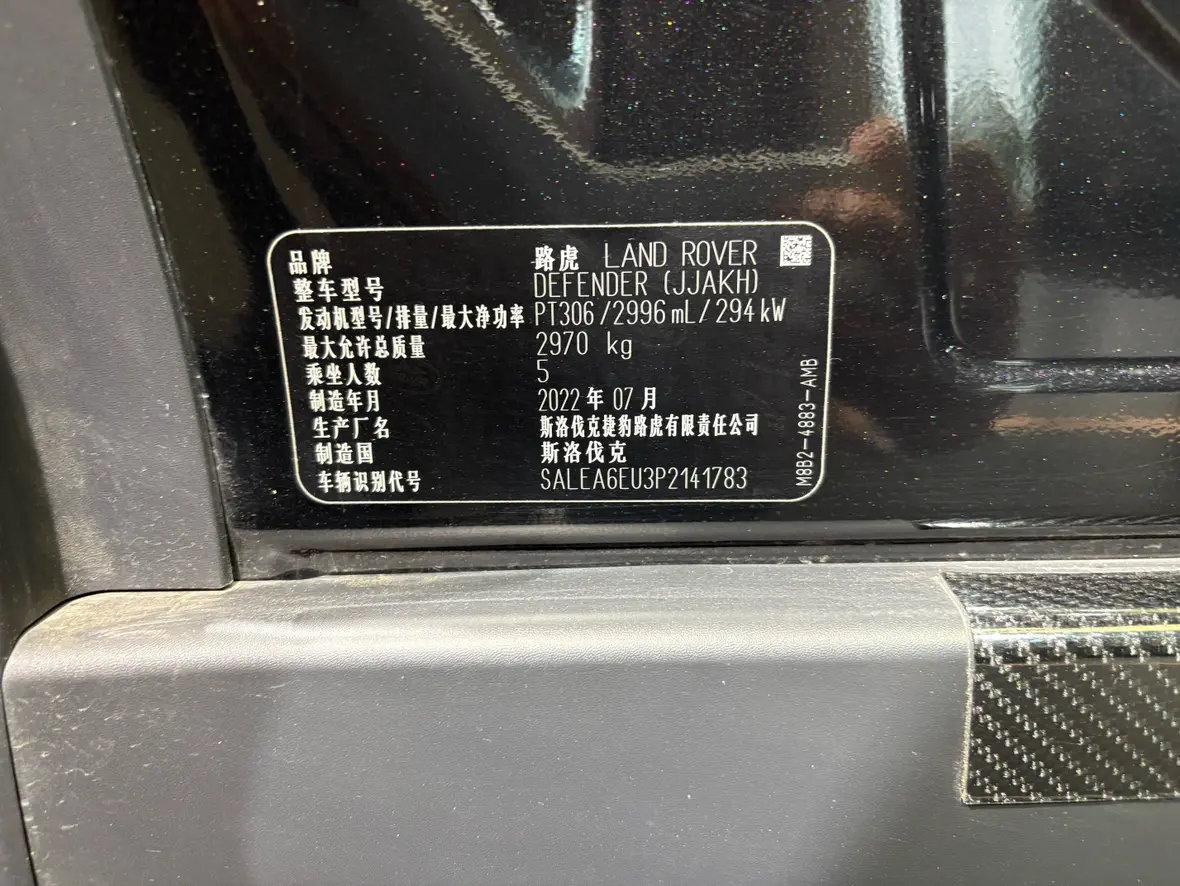 品牌 路虎 LAND ROVER
整车型号 DEFENDER (JJAKH)
发动机型号/排量/最大净功率 PT306/2996mL/294kW
最大允许总质量 2970 kg
乘坐人数 5
制造年月 2022年07月
生产厂名 斯洛伐克捷豹路虎有限责任公司
制造国 斯洛伐克
车辆识别代号 SALEA6EU3P2141783
M8B2-4883-AMB